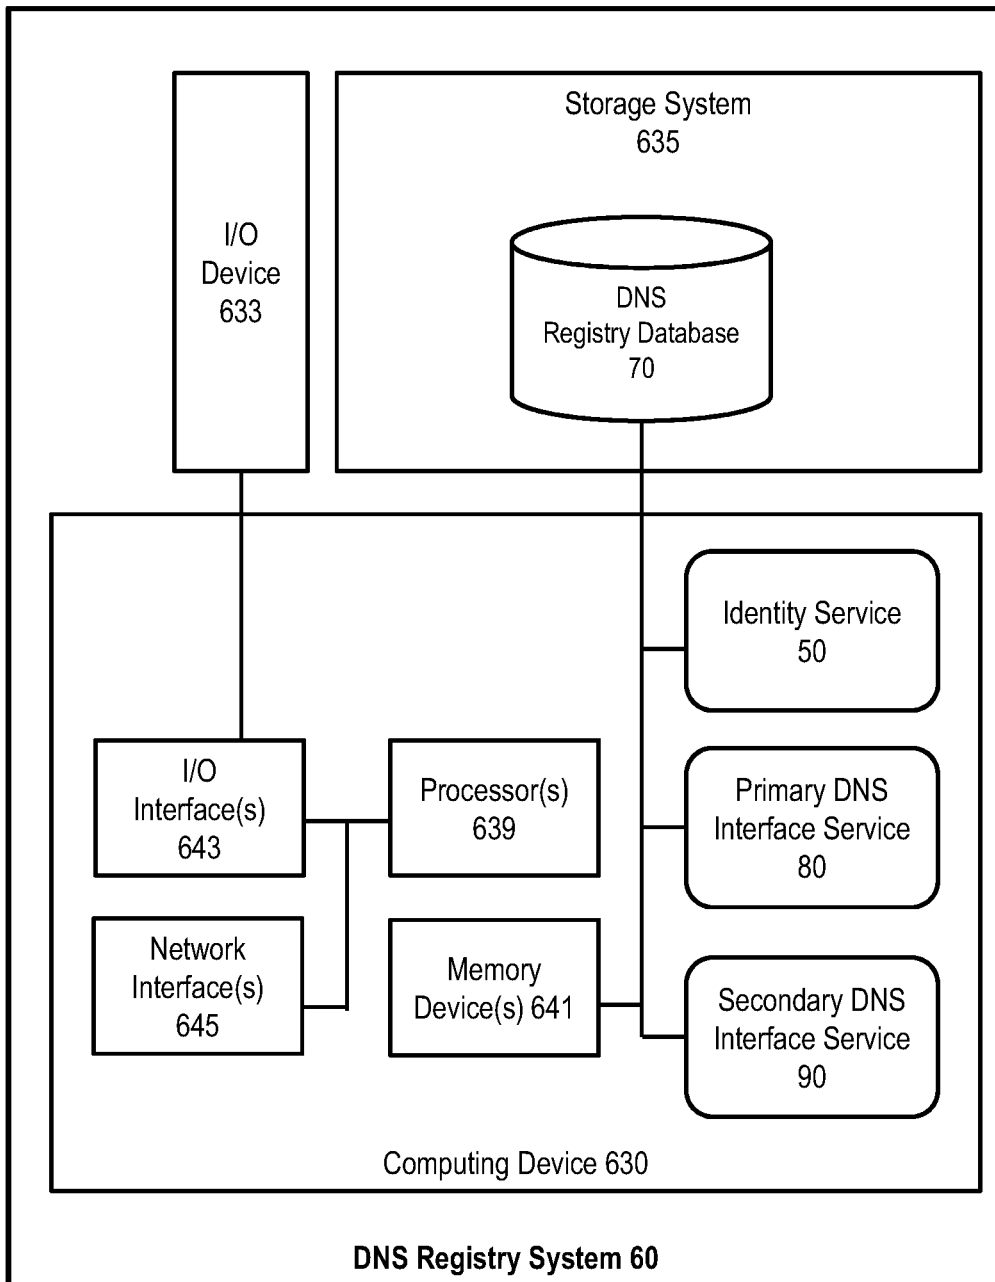 I/O
Device
633
Storage System
635
DNS
Registry Database
70
Identity Service
50
I/O
Interface(s)
643
Processor(s)
639
Primary DNS
Interface Service
80
Network
Interface(s)
645
Memory
Device(s) 641
Secondary DNS
Interface Service
90
Computing Device 630
DNS Registry System 60